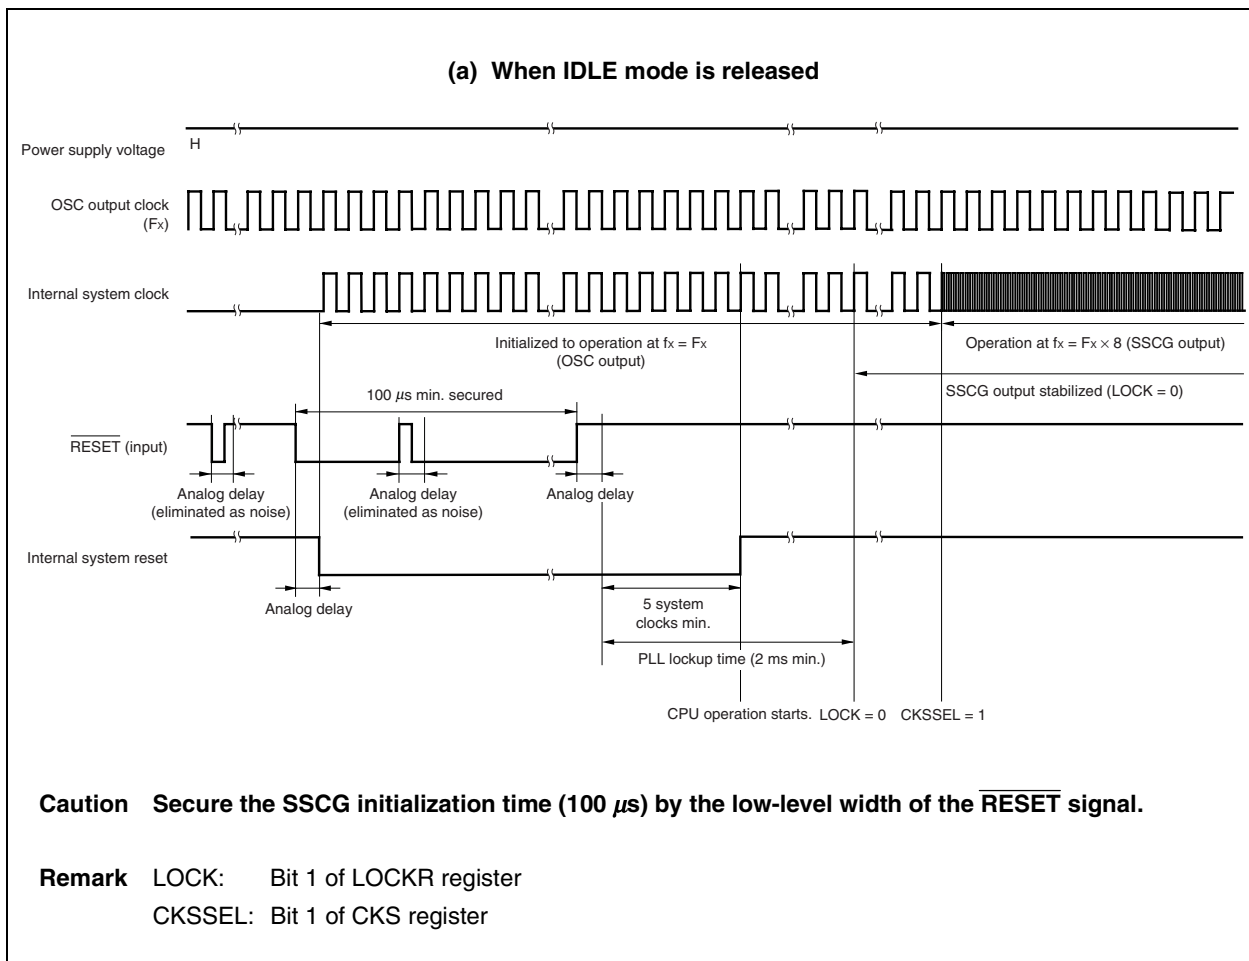 (a) When IDLE mode is released
H
Power supply voltage
OSC output clock
(Fx)
Internal system clock
Initialized to operation at fx = Fx
(OSC output)
Operation at fx = Fx × 8 (SSCG output)
SSCG output stabilized (LOCK = 0)
100 μs min. secured
RESET (input)
Analog delay
(eliminated as noise)
Analog delay
(eliminated as noise)
Analog delay
Internal system reset
Analog delay
5 system
clocks min.
PLL lockup time (2 ms min.)
CPU operation starts. LOCK = 0 CKSSEL = 1
Caution Secure the SSCG initialization time (100 μs) by the low-level width of the RESET signal.
Remark LOCK: Bit 1 of LOCKR register
CKSSEL: Bit 1 of CKS register